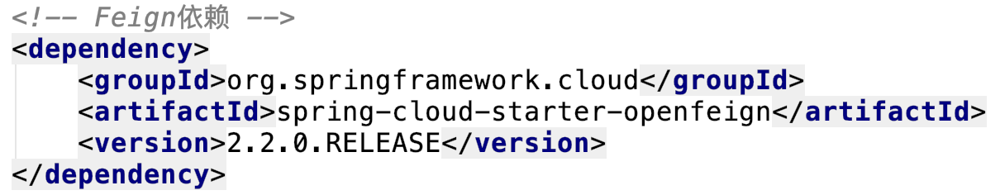 <!-- Feign依赖 -->
<dependency>
    <groupId>org.springframework.cloud</groupId>
    <artifactId>spring-cloud-starter-openfeign</artifactId>
    <version>2.2.0.RELEASE</version>
</dependency>